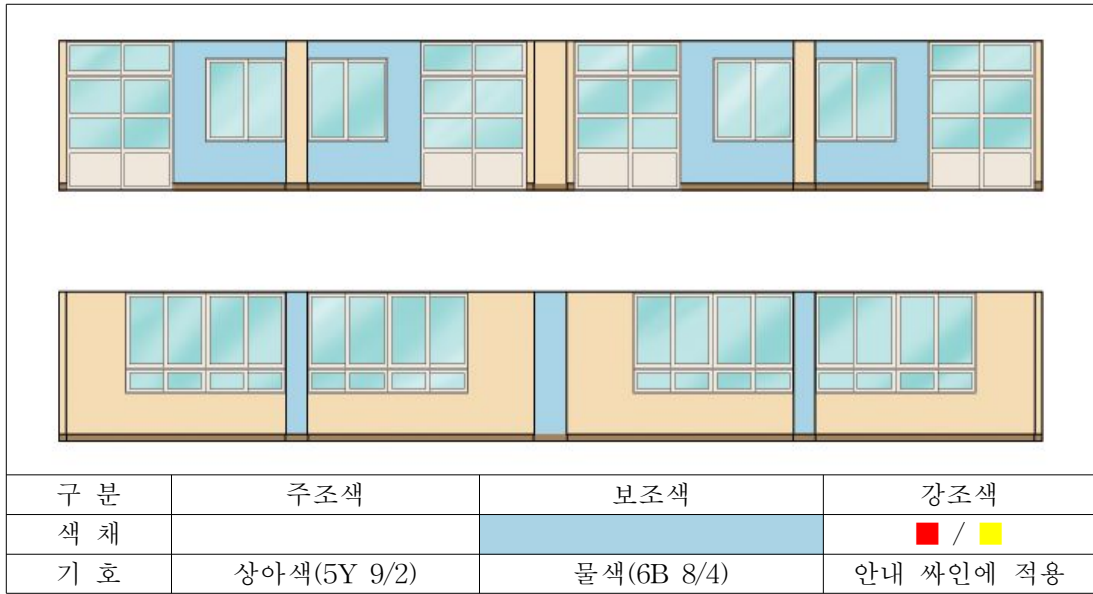 구 분 주조색 보조색 강조색
색 채 /
기 호 상아색(5Y 9/2) 물색(6B 8/4) 안내 싸인에 적용